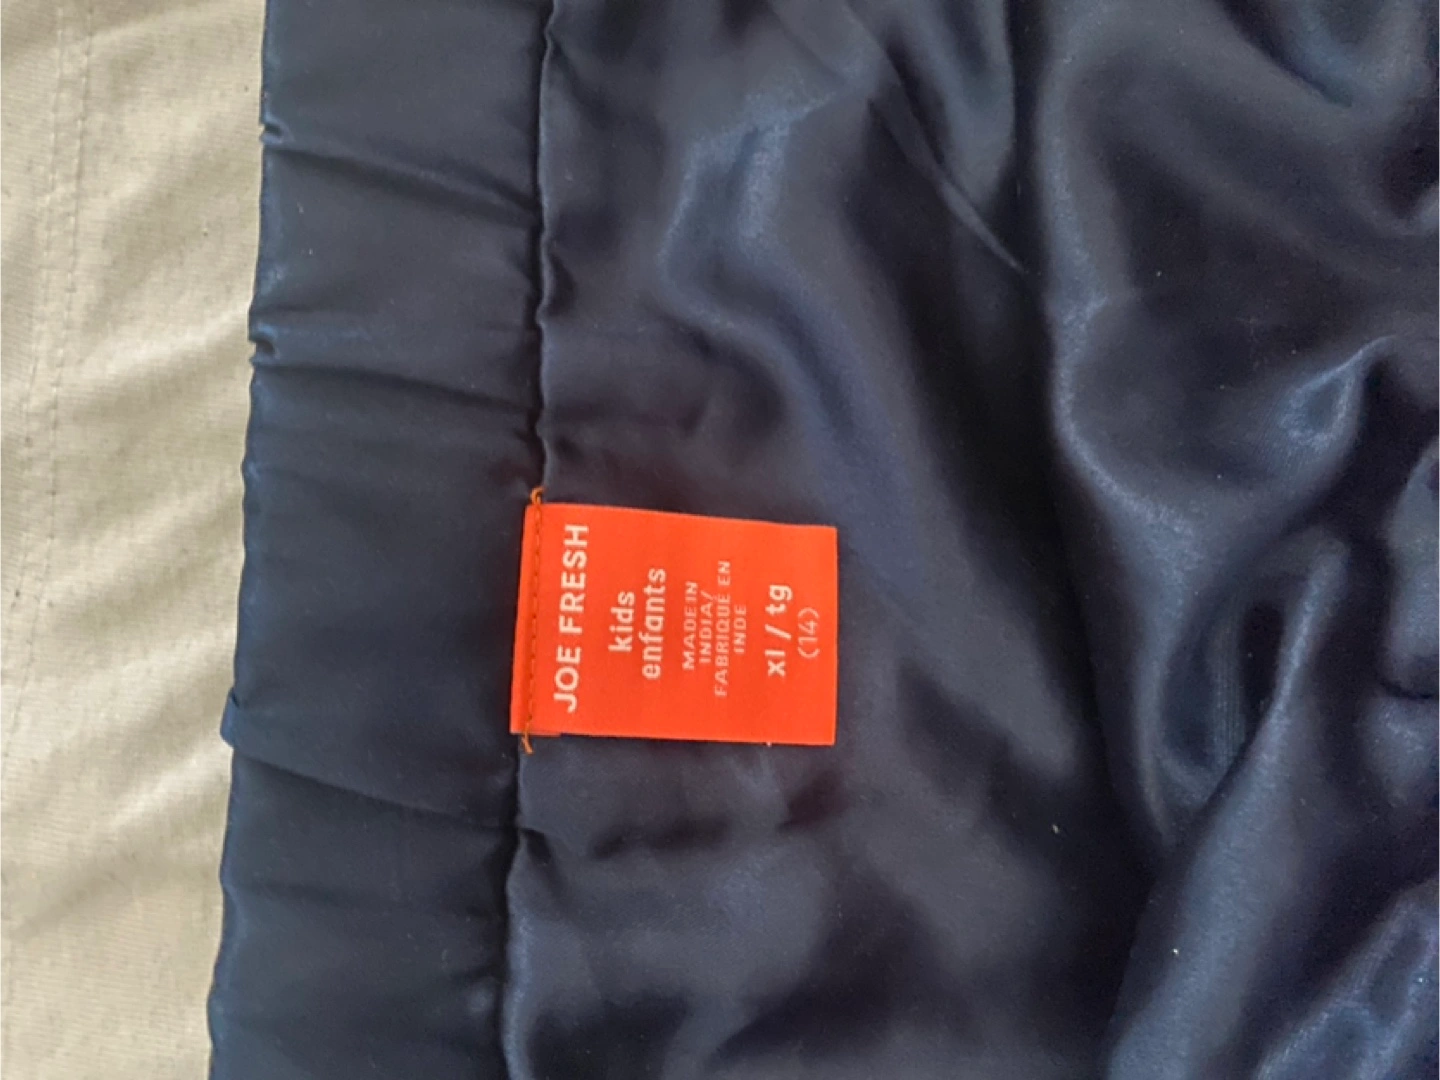 JOE FRESH
kids
enfants
MADE IN
INDIA/
FABRIQUÉ EN
INDE
xl / tg
(14)